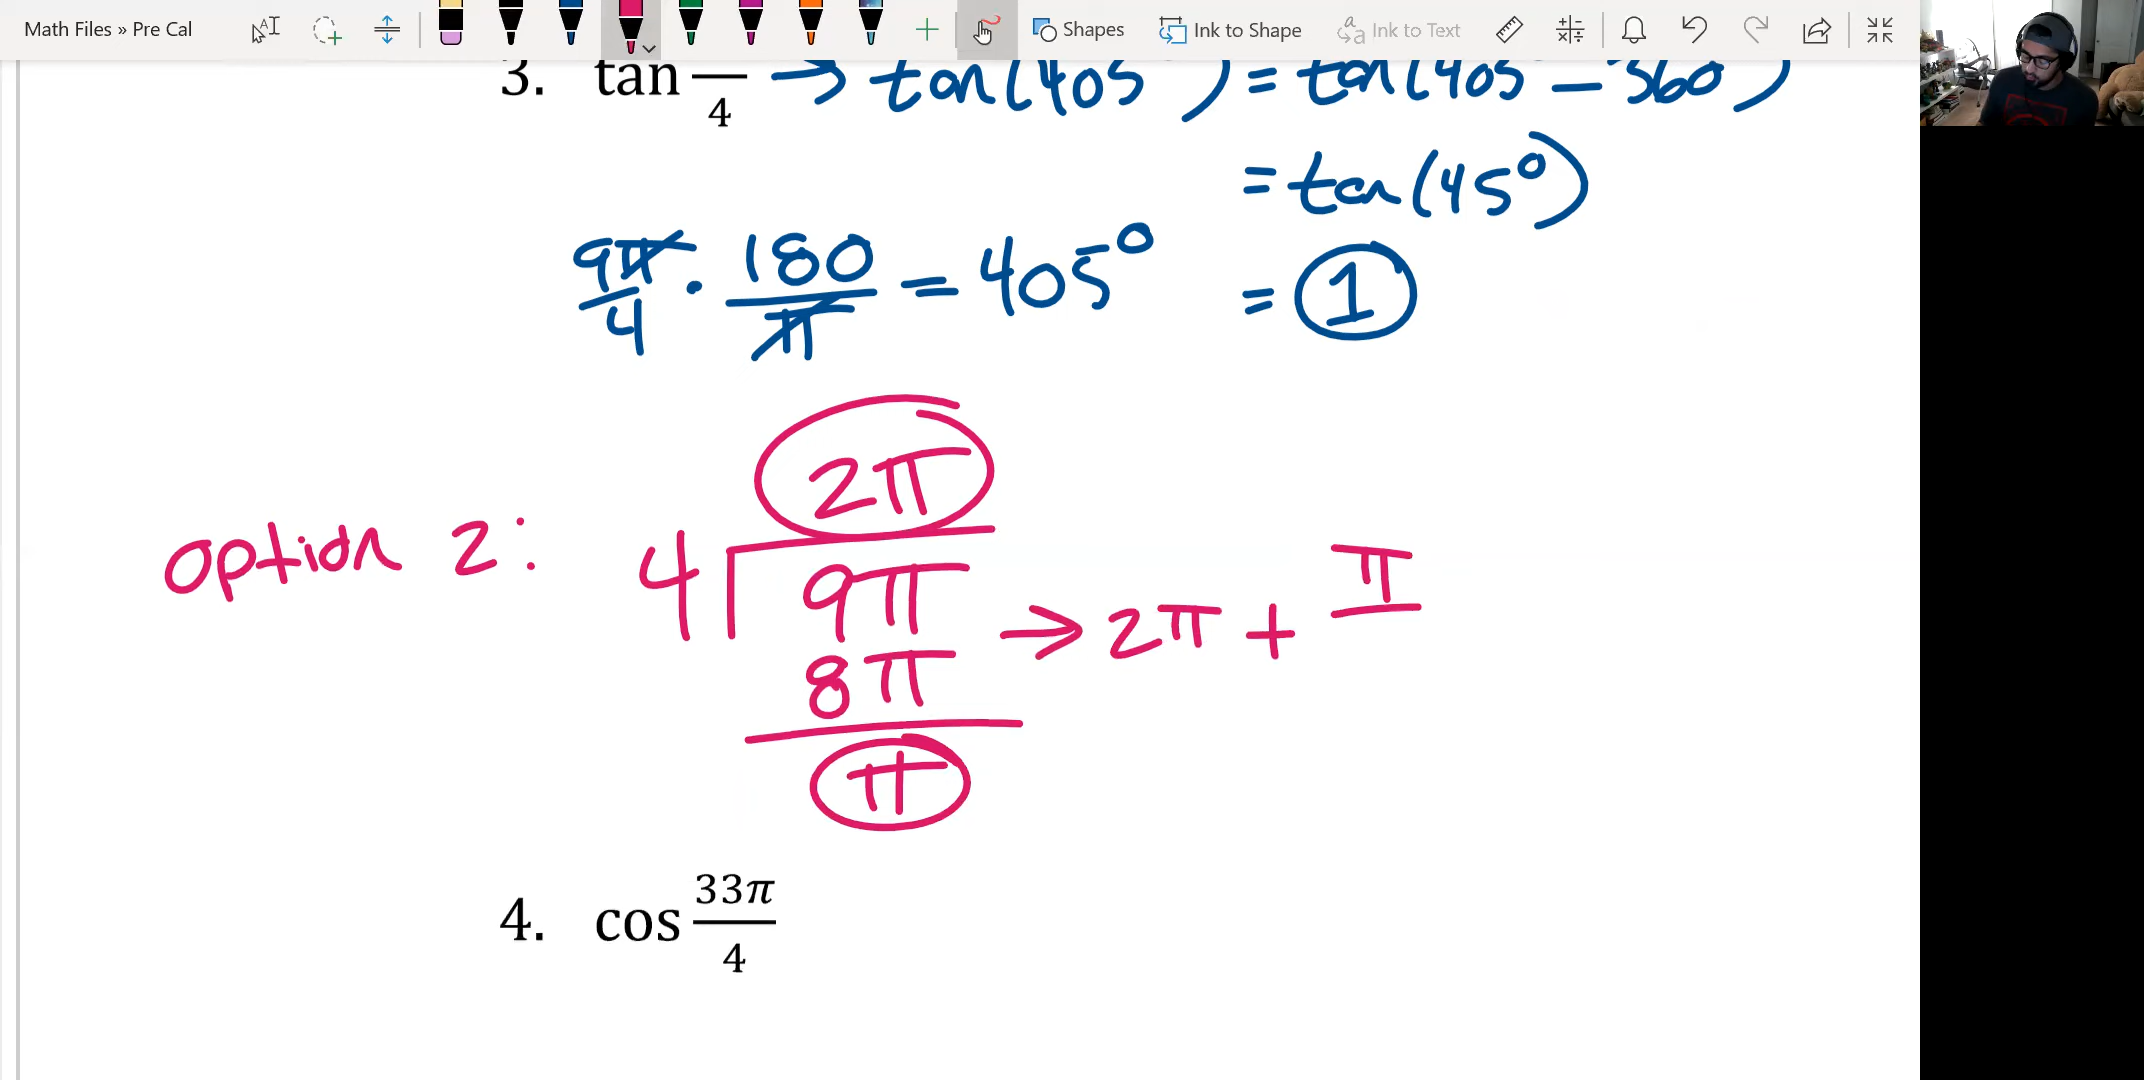 Math Files » Pre Cal Shapes Ink to Shape Ink to Text
3. tan — 4 → tan(405 ) = tan(405 – 360 )
= tan(45°)
9π/4 · 180/π = 405°
= 1
2π
option 2: 4 9π
→ 2π + π
8π
π
4. cos 33π/4